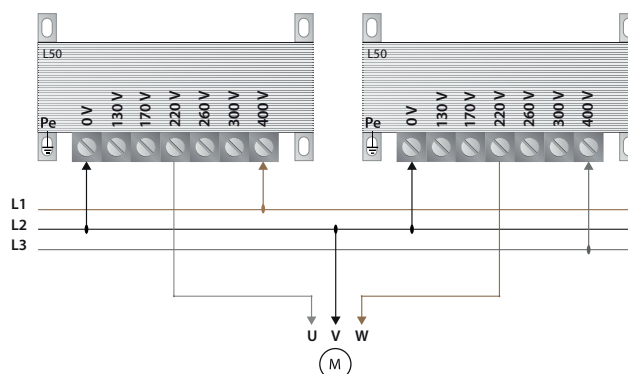 L50
L50
Pe
0 V
130 V
170 V
220 V
260 V
300 V
400 V
Pe
0 V
130 V
170 V
220 V
260 V
300 V
400 V
L1
L2
L3
U V W
M